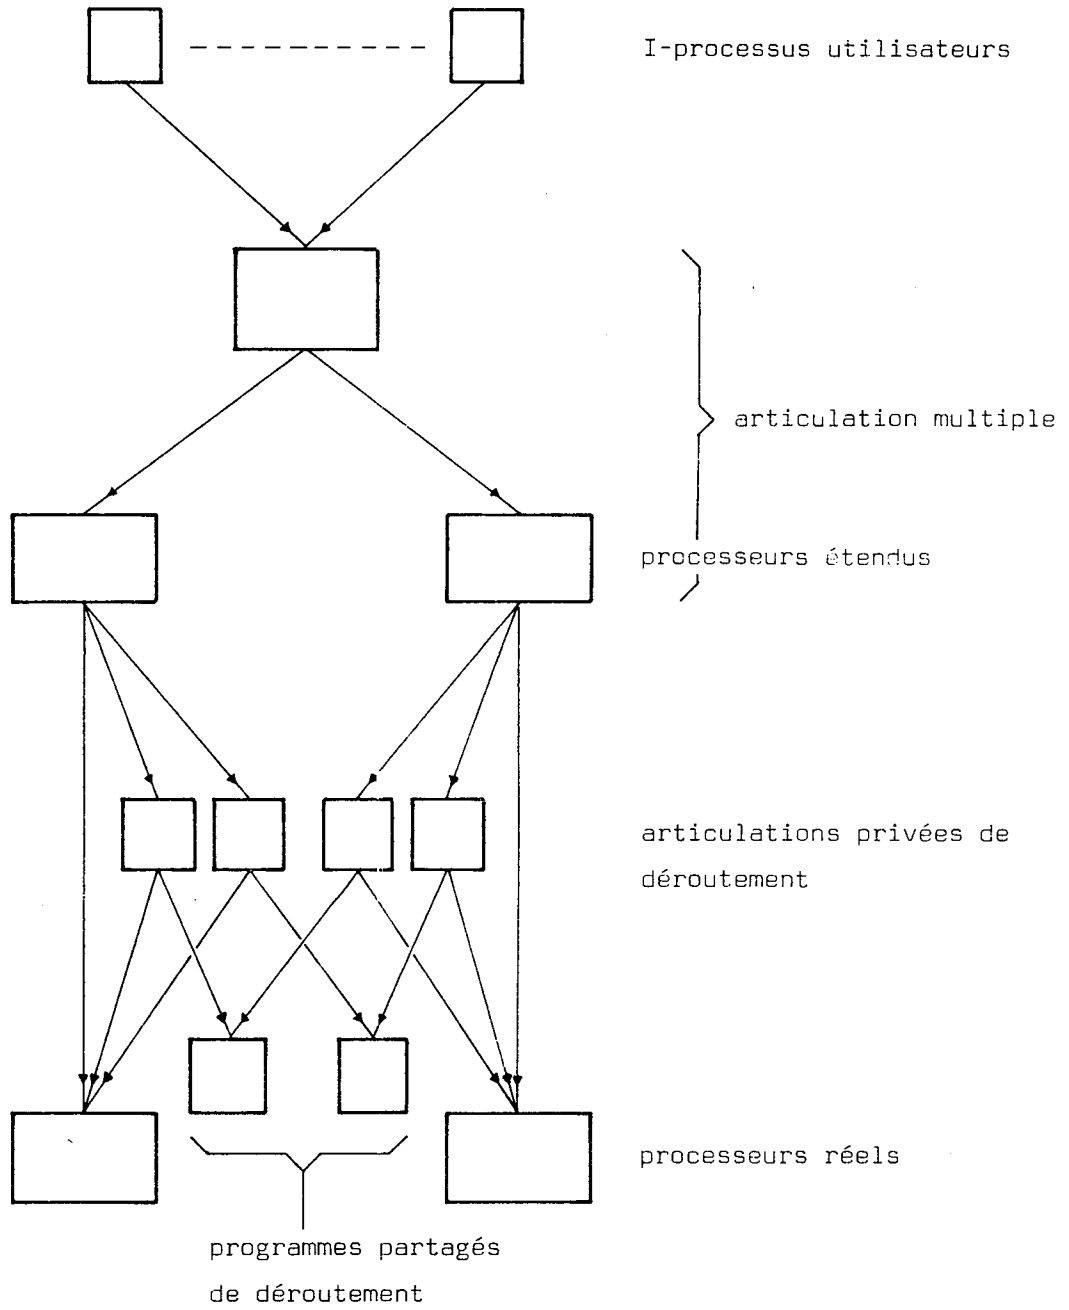 I-processus utilisateurs
articulation multiple
processeurs étendus
articulations privées de
déroutement
processeurs réels
programmes partagés
de déroutement